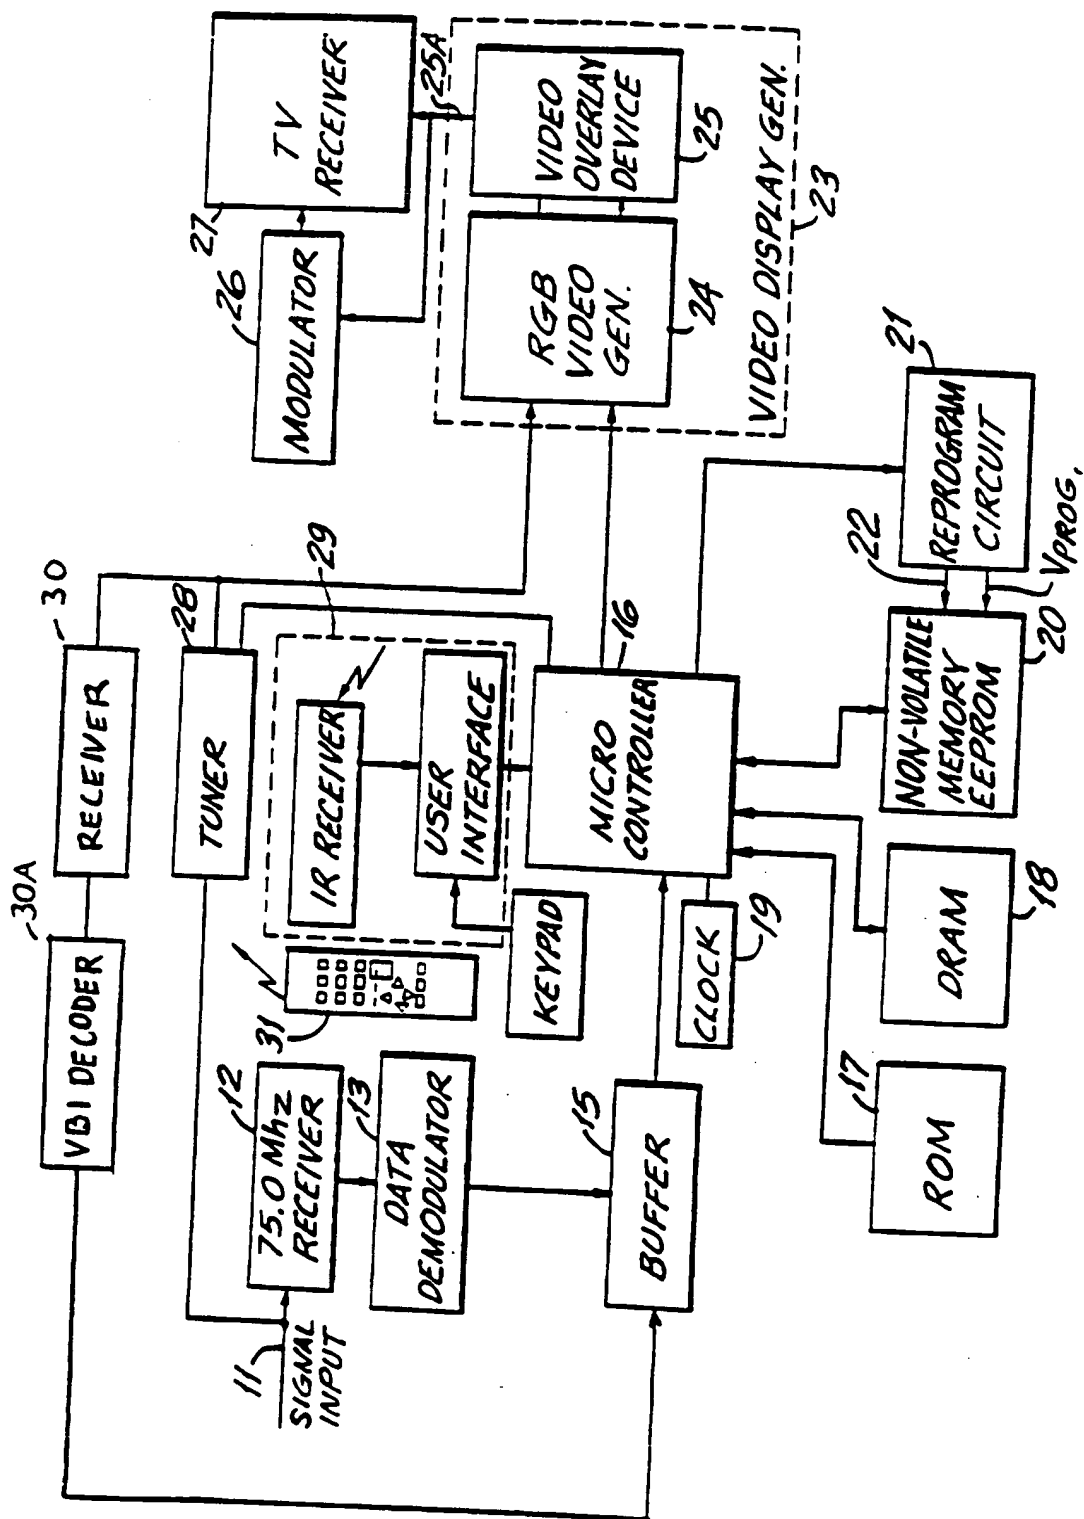 30A
VBI DECODER
30
RECEIVER
28
TUNER
11
SIGNAL
INPUT
12
75.0 Mhz
RECEIVER
13
DATA
DEMODULATOR
31
29
IR RECEIVER
USER
INTERFACE
KEYPAD
15
BUFFER
16
MICRO
CONTROLLER
CLOCK
19
17
ROM
DRAM
18
NON-VOLATILE
MEMORY
EEPROM
20
22
VPROG.
21
REPROGRAM
CIRCUIT
26
MODULATOR
27
TV
RECEIVER
25A
RGB
VIDEO
GEN.
24
VIDEO
OVERLAY
DEVICE
25
VIDEO DISPLAY GEN.
23